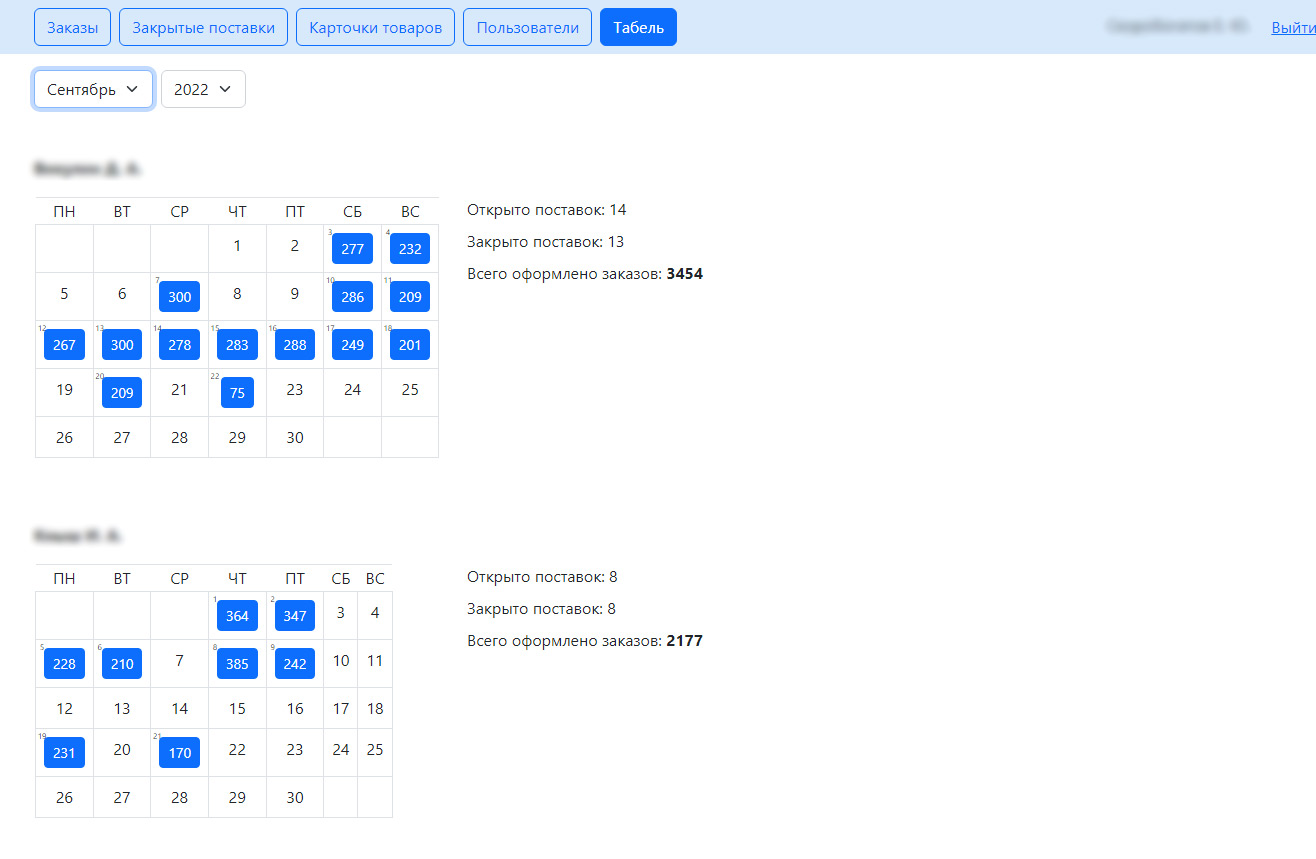 Заказы Закрытые поставки Карточки товаров Пользователи Табель Выйти
Сентябрь 2022
ПН ВТ СР ЧТ ПТ СБ ВС
1 2 3 277 4 232
5 6 7 300 8 9 10 286 11 209
12 267 13 300 14 278 15 283 16 288 17 249 18 201
19 20 209 21 22 75 23 24 25
26 27 28 29 30
Открыто поставок: 14
Закрыто поставок: 13
Всего оформлено заказов: 3454
ПН ВТ СР ЧТ ПТ СБ ВС
1 364 2 347 3 4
5 228 6 210 7 8 385 9 242 10 11
12 13 14 15 16 17 18
19 231 20 21 170 22 23 24 25
26 27 28 29 30
Открыто поставок: 8
Закрыто поставок: 8
Всего оформлено заказов: 2177